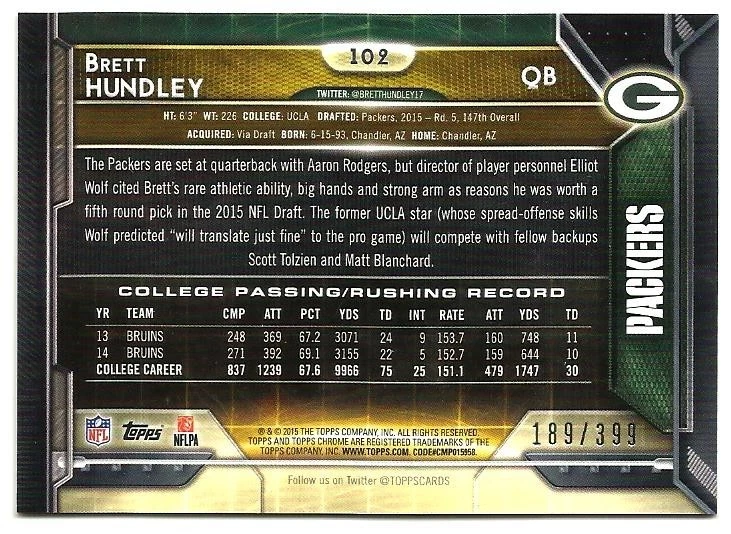 BRETT
HUNDLEY
102
TWITTER: @BRETTHUNDLEY17
QB
G
HT: 6'3" WT: 226 COLLEGE: UCLA DRAFTED: Packers, 2015 – Rd. 5, 147th Overall
ACQUIRED: Via Draft BORN: 6-15-93, Chandler, AZ HOME: Chandler, AZ
The Packers are set at quarterback with Aaron Rodgers, but director of player personnel Elliot
Wolf cited Brett's rare athletic ability, big hands and strong arm as reasons he was worth a
fifth round pick in the 2015 NFL Draft. The former UCLA star (whose spread-offense skills
Wolf predicted "will translate just fine" to the pro game) will compete with fellow backups
Scott Tolzien and Matt Blanchard.
PACKERS
COLLEGE PASSING/RUSHING RECORD
YR TEAM CMP ATT PCT YDS TD INT RATE ATT YDS TD
13 BRUINS 248 369 67.2 3071 24 9 153.7 160 748 11
14 BRUINS 271 392 69.1 3155 22 5 152.7 159 644 10
COLLEGE CAREER 837 1239 67.6 9966 75 25 151.1 479 1747 30
NFL
Topps
NFLPA
® & © 2015 THE TOPPS COMPANY, INC. ALL RIGHTS RESERVED.
TOPPS AND TOPPS CHROME ARE REGISTERED TRADEMARKS OF THE
TOPPS COMPANY, INC. WWW.TOPPS.COM. CODE#CMP015958.
189/399
Follow us on Twitter @TOPPSCARDS